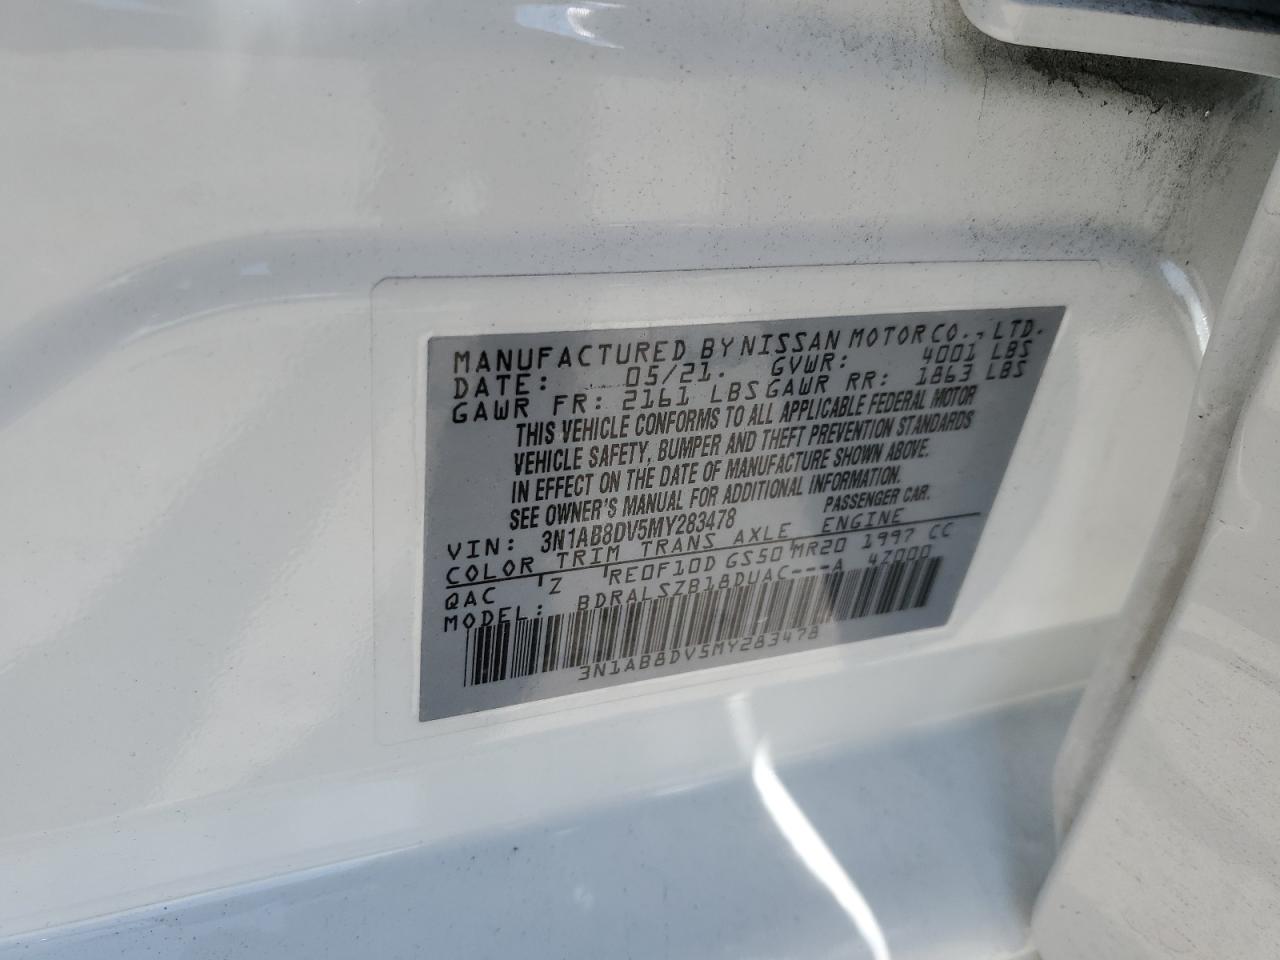 MANUFACTURED BY NISSAN MOTOR CO., LTD.
DATE: 05/21. GVWR: 4001 LBS
GAWR FR: 2161 LBS GAWR RR: 1863 LBS
THIS VEHICLE CONFORMS TO ALL APPLICABLE FEDERAL MOTOR
VEHICLE SAFETY, BUMPER AND THEFT PREVENTION STANDARDS
IN EFFECT ON THE DATE OF MANUFACTURE SHOWN ABOVE.
SEE OWNER'S MANUAL FOR ADDITIONAL INFORMATION.
VIN: 3N1AB8DV5MY283478 PASSENGER CAR.
COLOR TRIM TRANS AXLE ENGINE
QAC Z RE0F10D GS50 MR20 1997 CC
MODEL: BDRALSZB18DUAC---A 4Z000
3N1AB8DV5MY283478